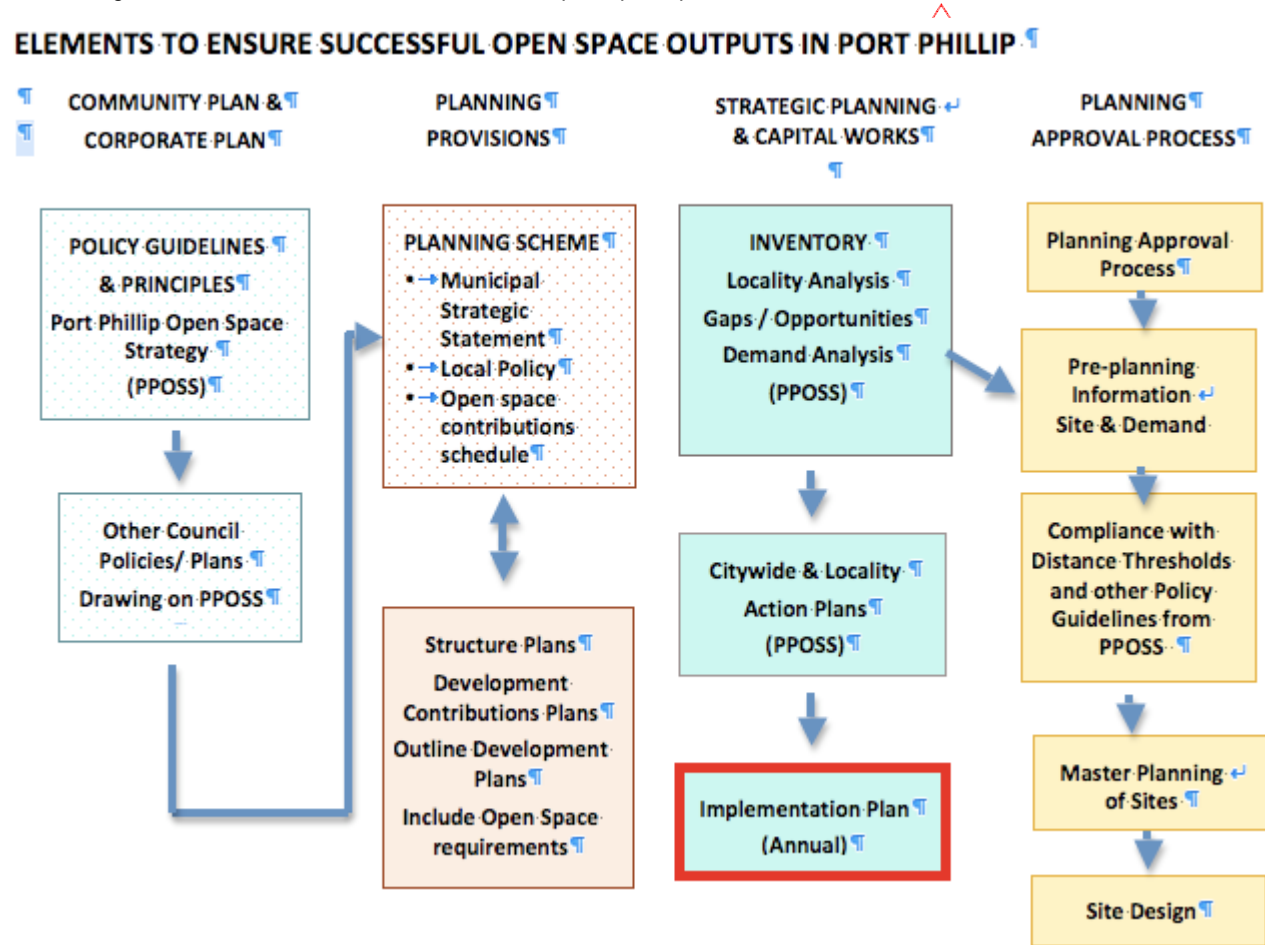 ELEMENTS TO ENSURE SUCCESSFUL OPEN SPACE OUTPUTS IN PORT PHILLIP
COMMUNITY PLAN &
CORPORATE PLAN
PLANNING
PROVISIONS
STRATEGIC PLANNING
& CAPITAL WORKS
PLANNING
APPROVAL PROCESS
POLICY GUIDELINES
& PRINCIPLES
Port Phillip Open Space
Strategy
(PPOSS)
Other Council
Policies/ Plans
Drawing on PPOSS
PLANNING SCHEME
• Municipal
Strategic
Statement
• Local Policy
• Open space
contributions
schedule
Structure Plans
Development
Contributions Plans
Outline Development
Plans
Include Open Space
requirements
INVENTORY
Locality Analysis
Gaps / Opportunities
Demand Analysis
(PPOSS)
Citywide & Locality
Action Plans
(PPOSS)
Implementation Plan
(Annual)
Planning Approval
Process
Pre-planning
Information
Site & Demand
Compliance with
Distance Thresholds
and other Policy
Guidelines from
PPOSS
Master Planning
of Sites
Site Design